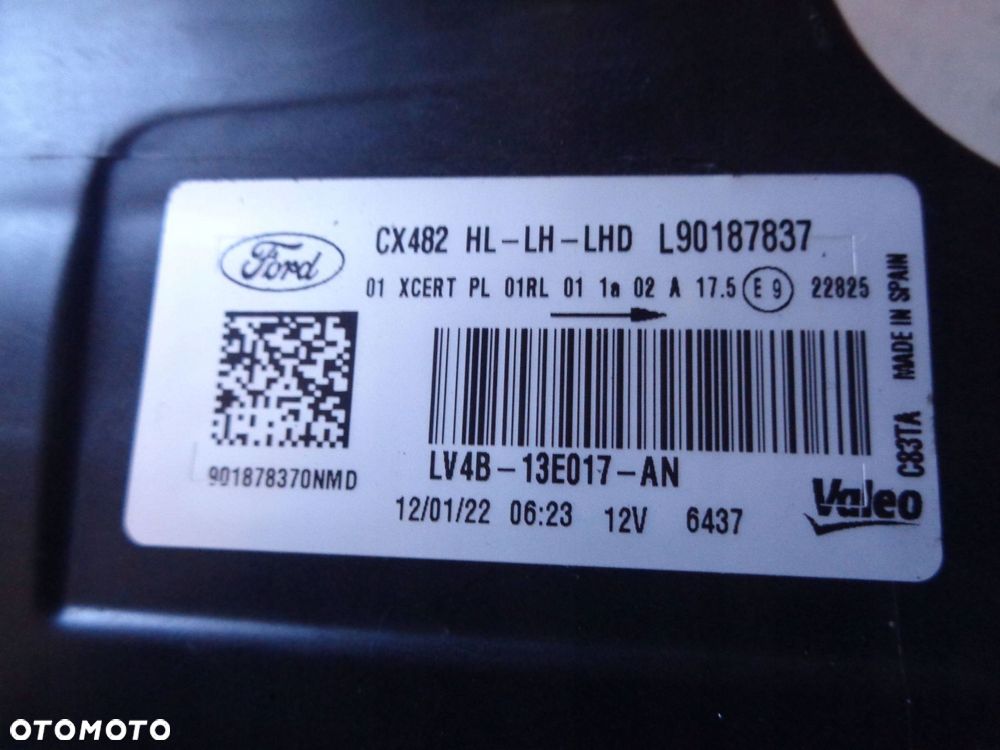 Ford
CX482 HL-LH-LHD L90187837
01 XCERT PL 01RL 01 1a 02 A 17.5 E9 22825
901878370NMD
LV4B-13E017-AN
12/01/22 06:23 12V 6437
Valeo
C83TA MADE IN SPAIN
OTOMOTO